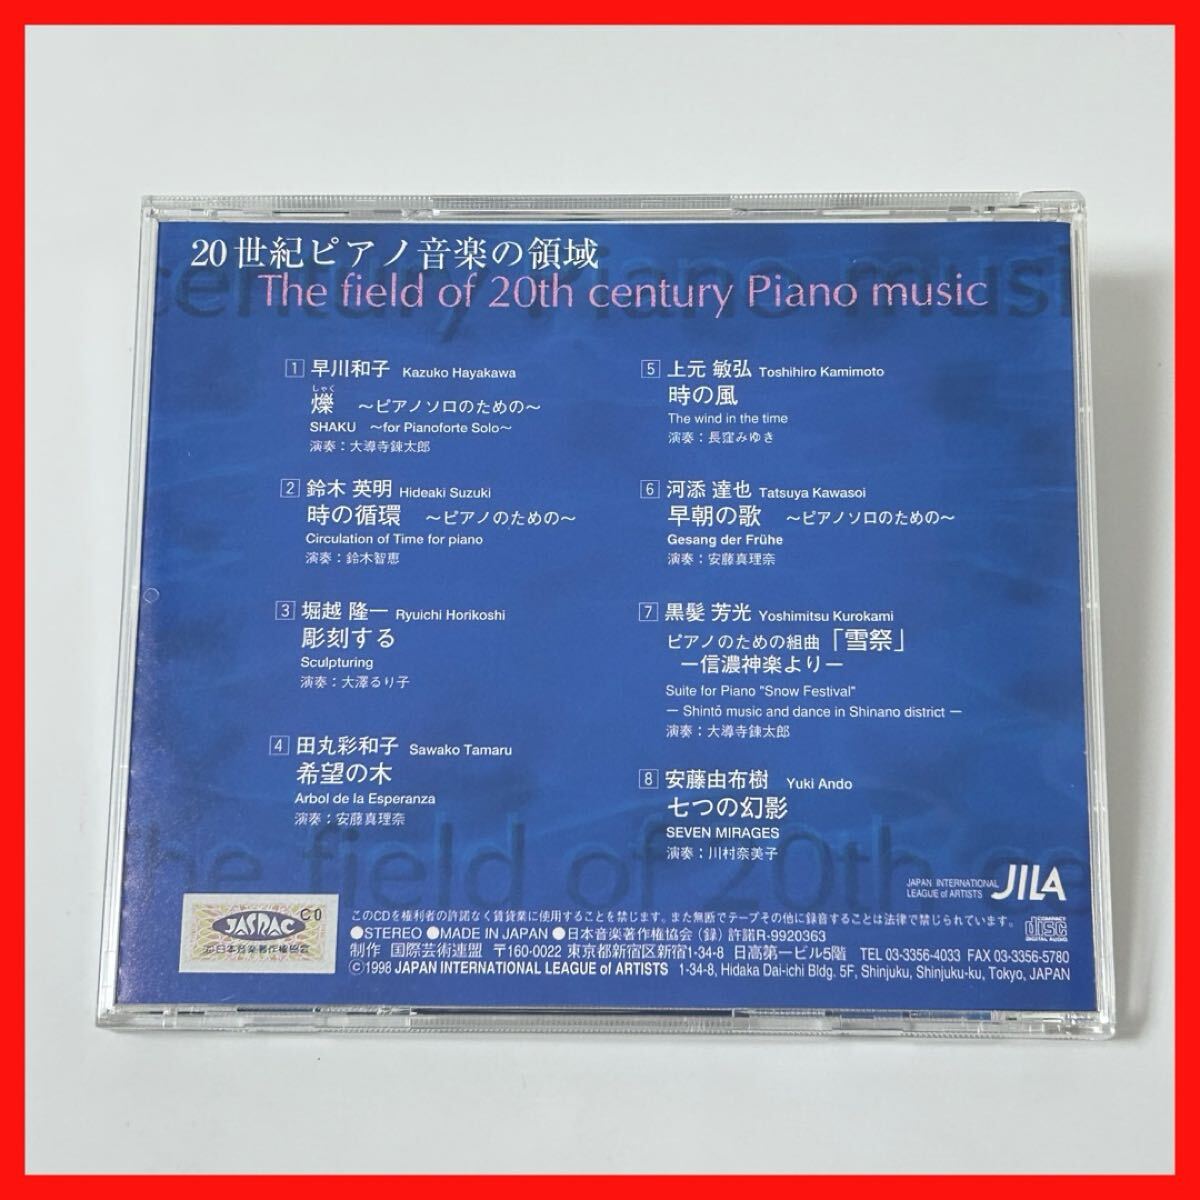 20世紀ピアノ音楽の領域
The field of 20th century Piano music
1 早川和子 Kazuko Hayakawa
しゃく
爍 ～ピアノソロのための～
SHAKU ～for Pianoforte Solo～
演奏：大導寺錬太郎
2 鈴木 英明 Hideaki Suzuki
時の循環 ～ピアノのための～
Circulation of Time for piano
演奏：鈴木智恵
3 堀越 隆一 Ryuichi Horikoshi
彫刻する
Sculpturing
演奏：大澤るり子
4 田丸彩和子 Sawako Tamaru
希望の木
Arbol de la Esperanza
演奏：安藤真理奈
5 上元 敏弘 Toshihiro Kamimoto
時の風
The wind in the time
演奏：長窪みゆき
6 河添 達也 Tatsuya Kawasoi
早朝の歌 ～ピアノソロのための～
Gesang der Frühe
演奏：安藤真理奈
7 黒髪 芳光 Yoshimitsu Kurokami
ピアノのための組曲「雪祭」
ー信濃神楽よりー
Suite for Piano "Snow Festival"
ー Shintō music and dance in Shinano district ー
演奏：大導寺錬太郎
8 安藤由布樹 Yuki Ando
七つの幻影
SEVEN MIRAGES
演奏：川村奈美子
JAPAN INTERNATIONAL
LEAGUE of ARTISTS JILA
JASRAC C0
日本音楽著作権協会
このCDを権利者の許諾なく賃貸業に使用することを禁じます。また無断でテープその他に録音することは法律で禁じられています。
●STEREO ●MADE IN JAPAN ●日本音楽著作権協会（録）許諾R-9920363
COMPACT
disc
DIGITAL AUDIO
制作 国際芸術連盟 〒160-0022 東京都新宿区新宿1-34-8 日高第一ビル5階 TEL 03-3356-4033 FAX 03-3356-5780
©1998 JAPAN INTERNATIONAL LEAGUE of ARTISTS 1-34-8, Hidaka Dai-ichi Bldg. 5F, Shinjuku, Shinjuku-ku, Tokyo, JAPAN